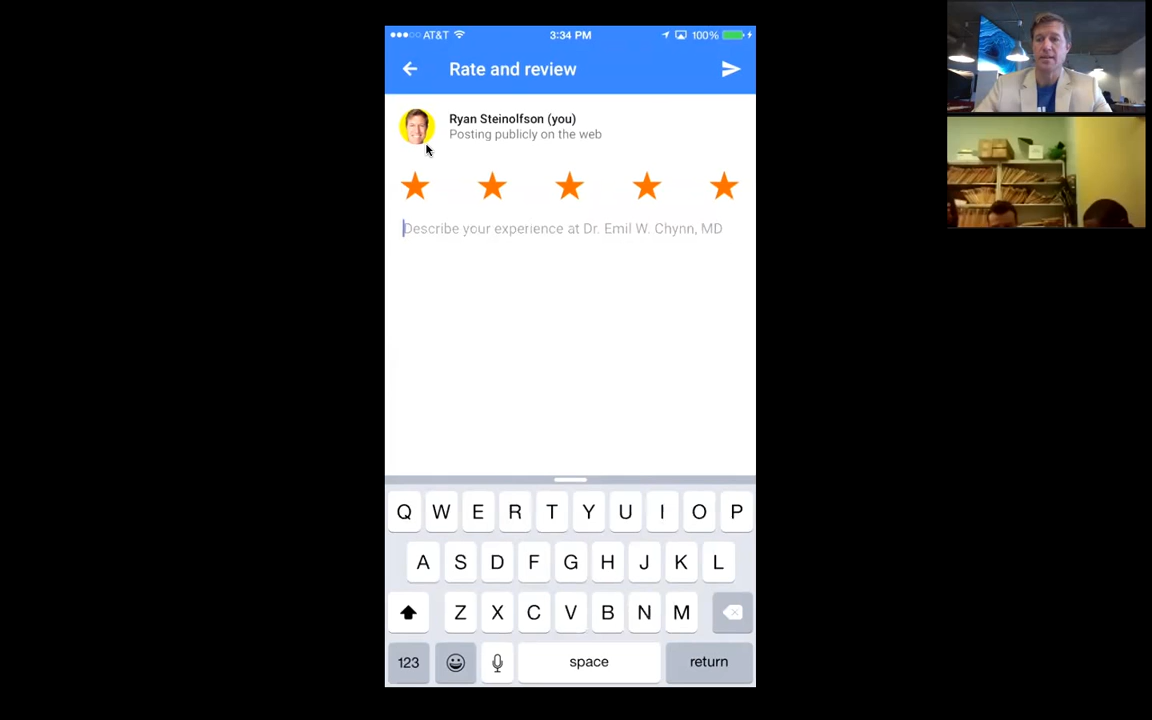 AT&T 3:34 PM 100%
Rate and review
Ryan Steinolfson (you)
Posting publicly on the web
Describe your experience at Dr. Emil W. Chynn, MD
Q W E R T Y U I O P
A S D F G H J K L
Z X C V B N M
123 space return